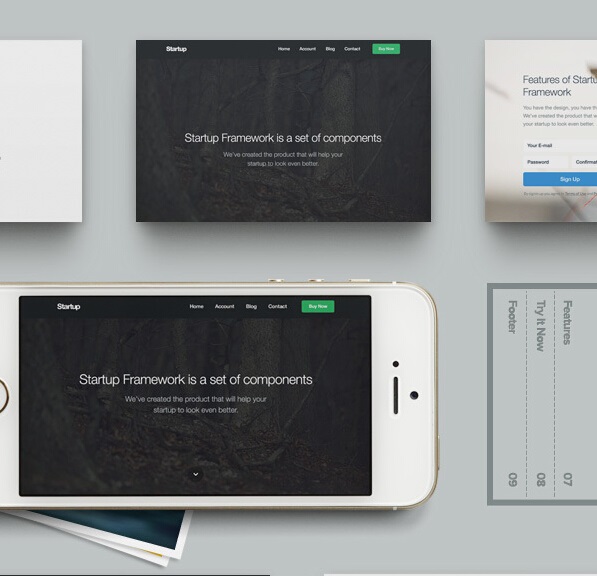 Startup
Home Account Blog Contact Buy Now
Startup Framework is a set of components
We've created the product that will help your
startup to look even better.
Features of Startu
Framework
You have the design, you have th
We've created the product that w
your startup to look even better.
Your E-mail
Password Confirmat
Sign Up
Startup
Home Account Blog Contact Buy Now
Startup Framework is a set of components
We've created the product that will help your
startup to look even better.
Features 07
Try It Now 08
Footer 09